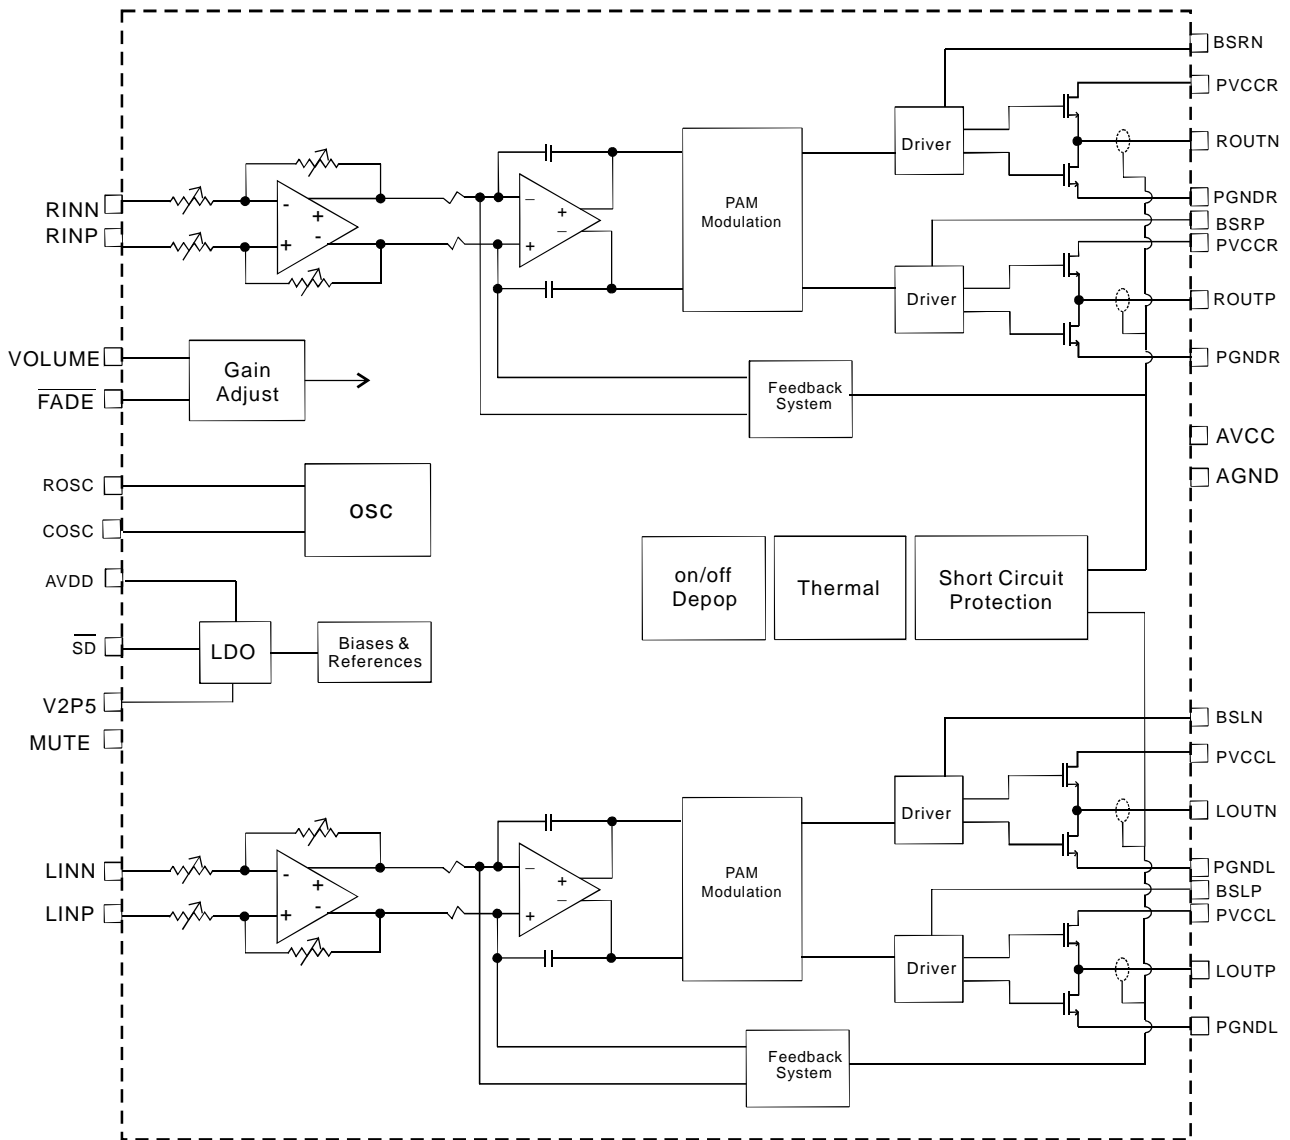 BSRN
PVCCR
ROUTN
PGNDR
BSRP
PVCCR
ROUTP
PGNDR
AVCC
AGND
BSLN
PVCCL
LOUTN
PGNDL
BSLP
PVCCL
LOUTP
PGNDL
RINN
RINP
VOLUME
FADE
ROSC
COSC
AVDD
SD
V2P5
MUTE
LINN
LINP
-
+
+
-
–
+
+
–
PAM
Modulation
Driver
Driver
Gain
Adjust
Feedback
System
OSC
LDO
Biases &
References
on/off
Depop
Thermal
Short Circuit
Protection
-
+
+
-
–
+
+
–
PAM
Modulation
Driver
Driver
Feedback
System